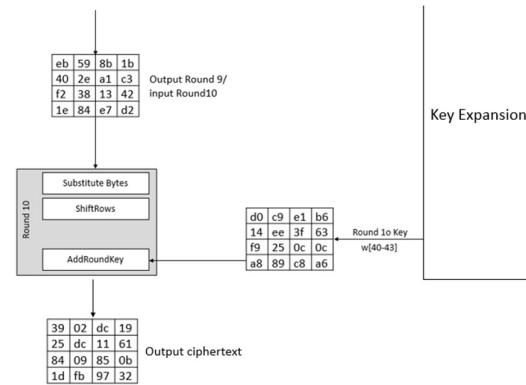 eb 59 8b 1b
40 2e a1 c3
f2 38 13 42
1e 84 e7 d2
Output Round 9/
input Round10
Key Expansion
Round 10
Substitute Bytes
ShiftRows
AddRoundKey
d0 c9 e1 b6
14 ee 3f 63
f9 25 0c 0c
a8 89 c8 a6
Round 1o Key
w[40-43]
39 02 dc 19
25 dc 11 61
84 09 85 0b
1d fb 97 32
Output ciphertext